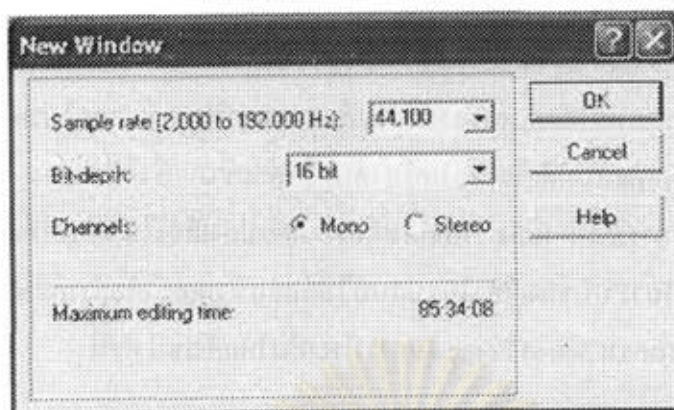 New Window
Sample rate (2,000 to 192,000 Hz): 44,100
OK
Bit-depth: 16 bit
Cancel
Channels: Mono Stereo
Help
Maximum editing time: 85:34:08